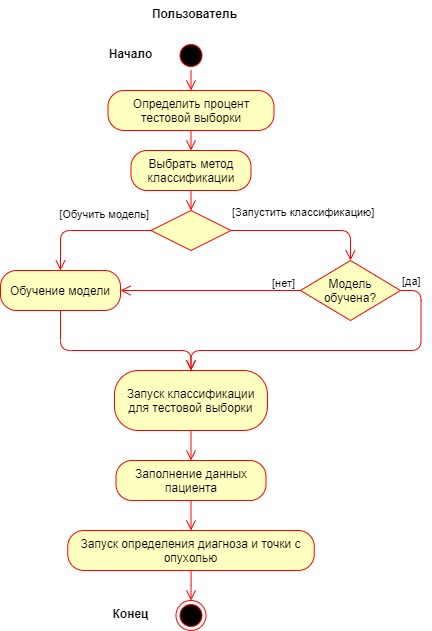 Пользователь
Начало
Определить процент
тестовой выборки
Выбрать метод
классификации
[Обучить модель]
[Запустить классификацию]
Обучение модели
[нет]
Модель
обучена?
[да]
Запуск классификации
для тестовой выборки
Заполнение данных
пациента
Запуск определения диагноза и точки с
опухолью
Конец